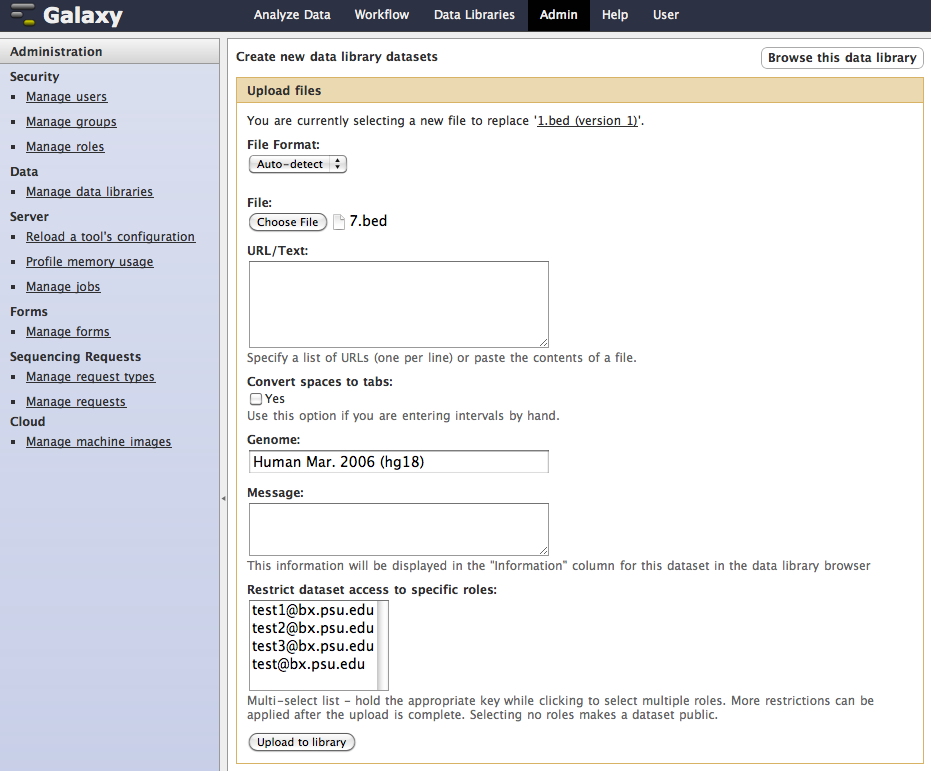 Galaxy
Analyze Data Workflow Data Libraries Admin Help User
Administration
Security
Manage users
Manage groups
Manage roles
Data
Manage data libraries
Server
Reload a tool's configuration
Profile memory usage
Manage jobs
Forms
Manage forms
Sequencing Requests
Manage request types
Manage requests
Cloud
Manage machine images
Create new data library datasets
Browse this data library
Upload files
You are currently selecting a new file to replace '1.bed (version 1)'.
File Format:
Auto-detect
File:
Choose File 7.bed
URL/Text:
Specify a list of URLs (one per line) or paste the contents of a file.
Convert spaces to tabs:
Yes
Use this option if you are entering intervals by hand.
Genome:
Human Mar. 2006 (hg18)
Message:
This information will be displayed in the "Information" column for this dataset in the data library browser
Restrict dataset access to specific roles:
test1@bx.psu.edu
test2@bx.psu.edu
test3@bx.psu.edu
test@bx.psu.edu
Multi-select list - hold the appropriate key while clicking to select multiple roles. More restrictions can be
applied after the upload is complete. Selecting no roles makes a dataset public.
Upload to library